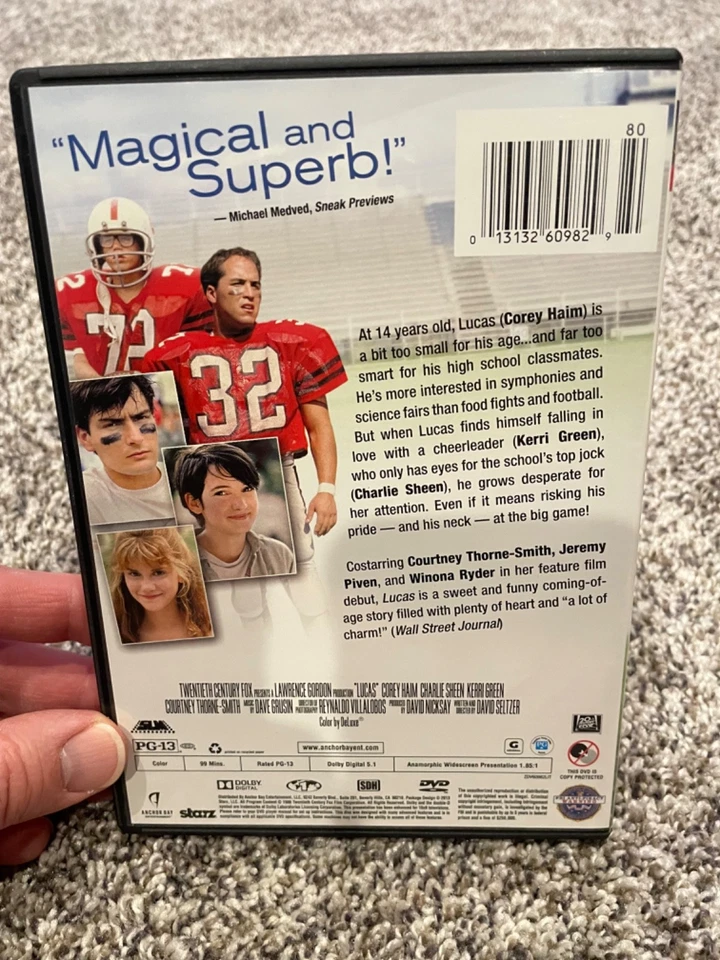 “Magical and
Superb!”
— Michael Medved, Sneak Previews
80
0 13132 60982 9
72
32
At 14 years old, Lucas (Corey Haim) is
a bit too small for his age...and far too
smart for his high school classmates.
He's more interested in symphonies and
science fairs than food fights and football.
But when Lucas finds himself falling in
love with a cheerleader (Kerri Green),
who only has eyes for the school's top jock
(Charlie Sheen), he grows desperate for
her attention. Even if it means risking his
pride — and his neck — at the big game!
Costarring Courtney Thorne-Smith, Jeremy
Piven, and Winona Ryder in her feature film
debut, Lucas is a sweet and funny coming-of-
age story filled with plenty of heart and “a lot of
charm!” (Wall Street Journal)
TWENTIETH CENTURY FOX PRESENTS A LAWRENCE GORDON PRODUCTION "LUCAS" COREY HAIM CHARLIE SHEEN KERRI GREEN
COURTNEY THORNE-SMITH MUSIC BY DAVE GRUSIN DIRECTOR OF PHOTOGRAPHY REYNALDO VILLALOBOS PRODUCED BY DAVID NICKSAY WRITTEN AND DIRECTED BY DAVID SELTZER
Color by DeLuxe®
PG-13
www.anchorbayent.com
G
Color 99 Mins. Rated PG-13 Dolby Digital 5.1 Anamorphic Widescreen Presentation 1.85:1
THIS DVD IS
COPY PROTECTED
ANCHOR BAY
starz
DOLBY
DIGITAL
SDH
DVD